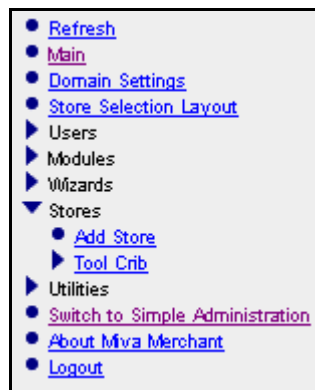 Refresh
Main
Domain Settings
Store Selection Layout
Users
Modules
Wizards
Stores
Add Store
Tool Crib
Utilities
Switch to Simple Administration
About Miva Merchant
Logout